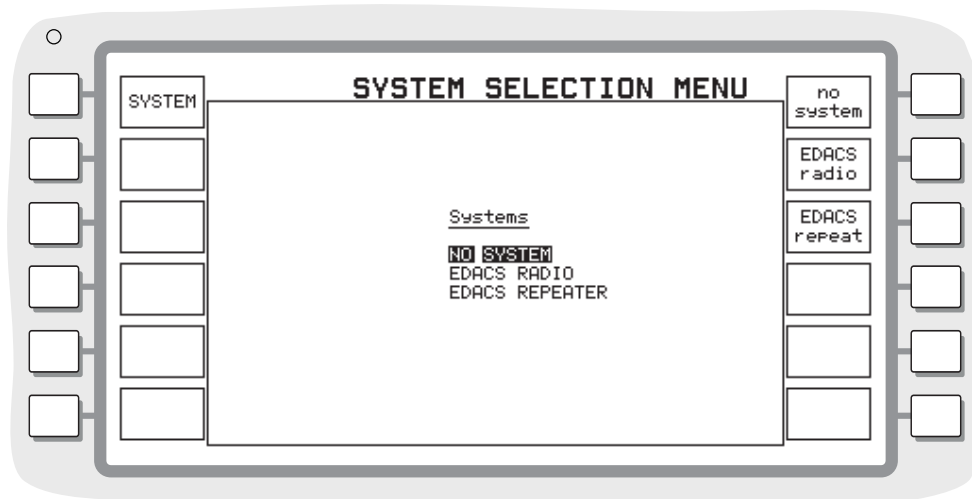 SYSTEM SELECTION MENU
SYSTEM
Systems
NO SYSTEM
EDACS RADIO
EDACS REPEATER
no
system
EDACS
radio
EDACS
repeat